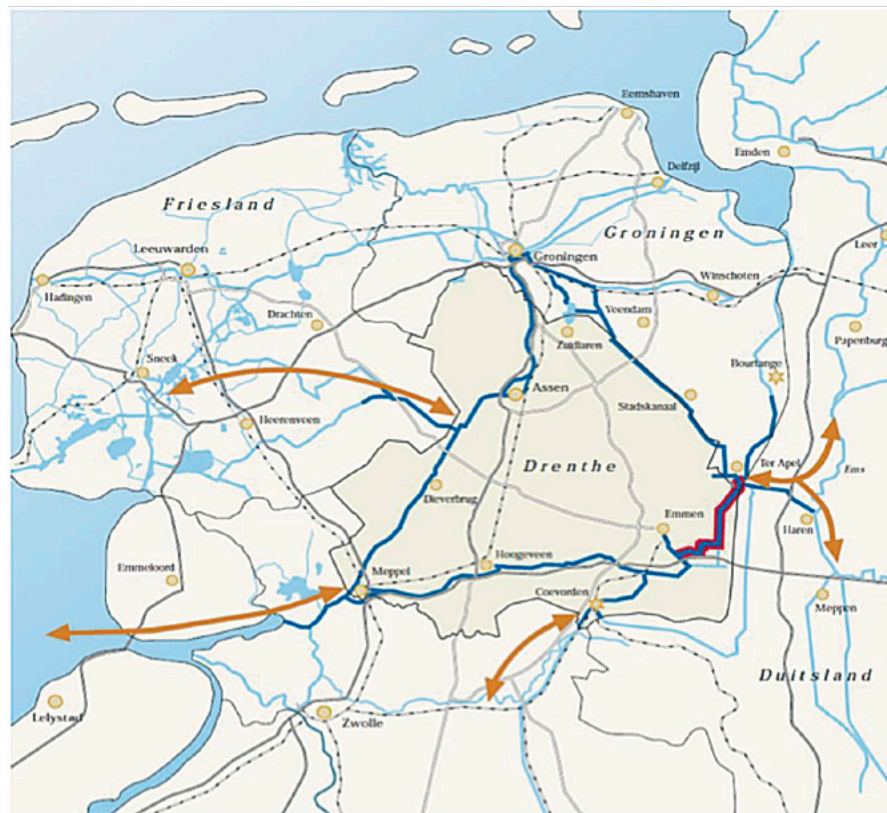 Eemshaven
Emden
Delfzijl
Friesland
Groningen
Leeuwarden
Groningen
Leer
Harlingen
Winschoten
Drachten
Veendam
Zuidlaren
Papenburg
Sneek
Bourtange
Assen
Stadskanaal
Heerenveen
Drenthe
Ter Apel
Ems
Dieverbrug
Emmen
Haren
Hoogeveen
Emmeloord
Meppel
Coevorden
Meppen
Duitsland
Lelystad
Zwolle